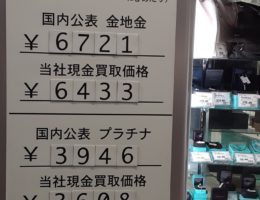 国内公表 金地金
¥ 6721
当社現金買取価格
¥ 6433
国内公表 プラチナ
¥ 3946
当社現金買取価格
¥ 3608